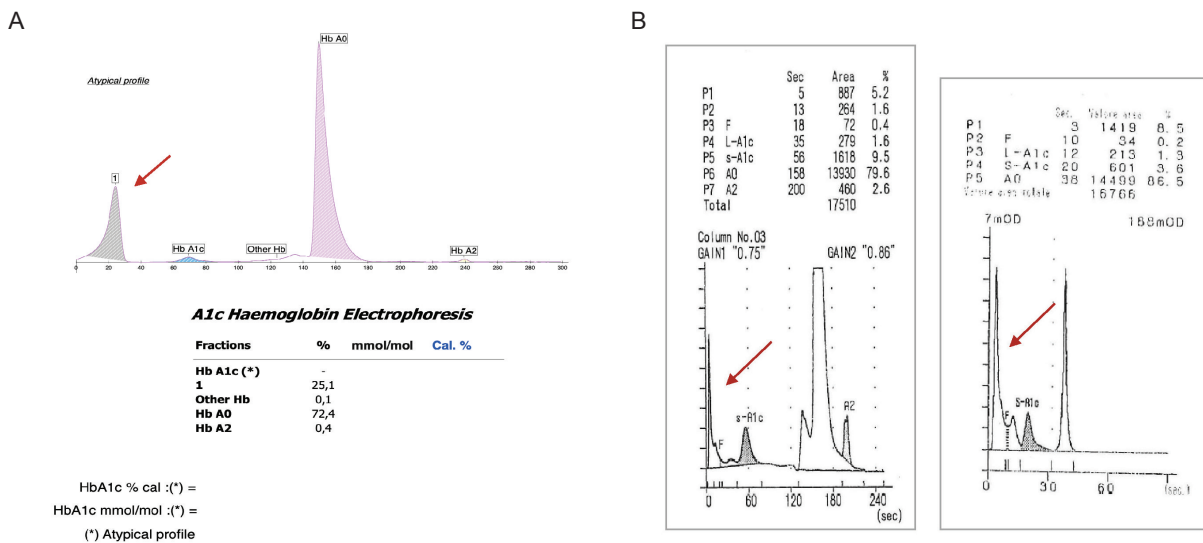 A
Atypical profile
Hb A0
1
Hb A1c
Other Hb
Hb A2
0 20 40 60 80 100 120 140 160 180 200 220 240 260 280 300
A1c Haemoglobin Electrophoresis
Fractions % mmol/mol Cal. %
Hb A1c (*) -
1 25,1
Other Hb 0,1
Hb A0 72,4
Hb A2 0,4
HbA1c % cal :(*) =
HbA1c mmol/mol :(*) =
(*) Atypical profile
B
Sec Area %
P1 5 887 5.2
P2 13 264 1.6
P3 F 18 72 0.4
P4 L-A1c 35 279 1.6
P5 s-A1c 56 1618 9.5
P6 A0 158 13930 79.6
P7 A2 200 460 2.6
Total 17510
Column No.03
GAIN1 "0.75" GAIN2 "0.86"
s-A1c
F
A2
0 60 120 180 240
(sec)
Sec. Valore area %
P1 3 1419 8.5
P2 F 10 34 0.2
P3 L-A1c 12 213 1.3
P4 S-A1c 20 601 3.6
P5 A0 38 14499 86.5
Valore area totale 16766
7mOD 168mOD
S-A1c
F
0 30 60 (sec.)